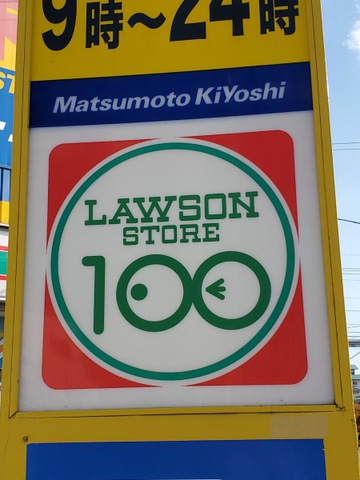 9時～24時
Matsumoto KiYoshi
LAWSON
STORE
100